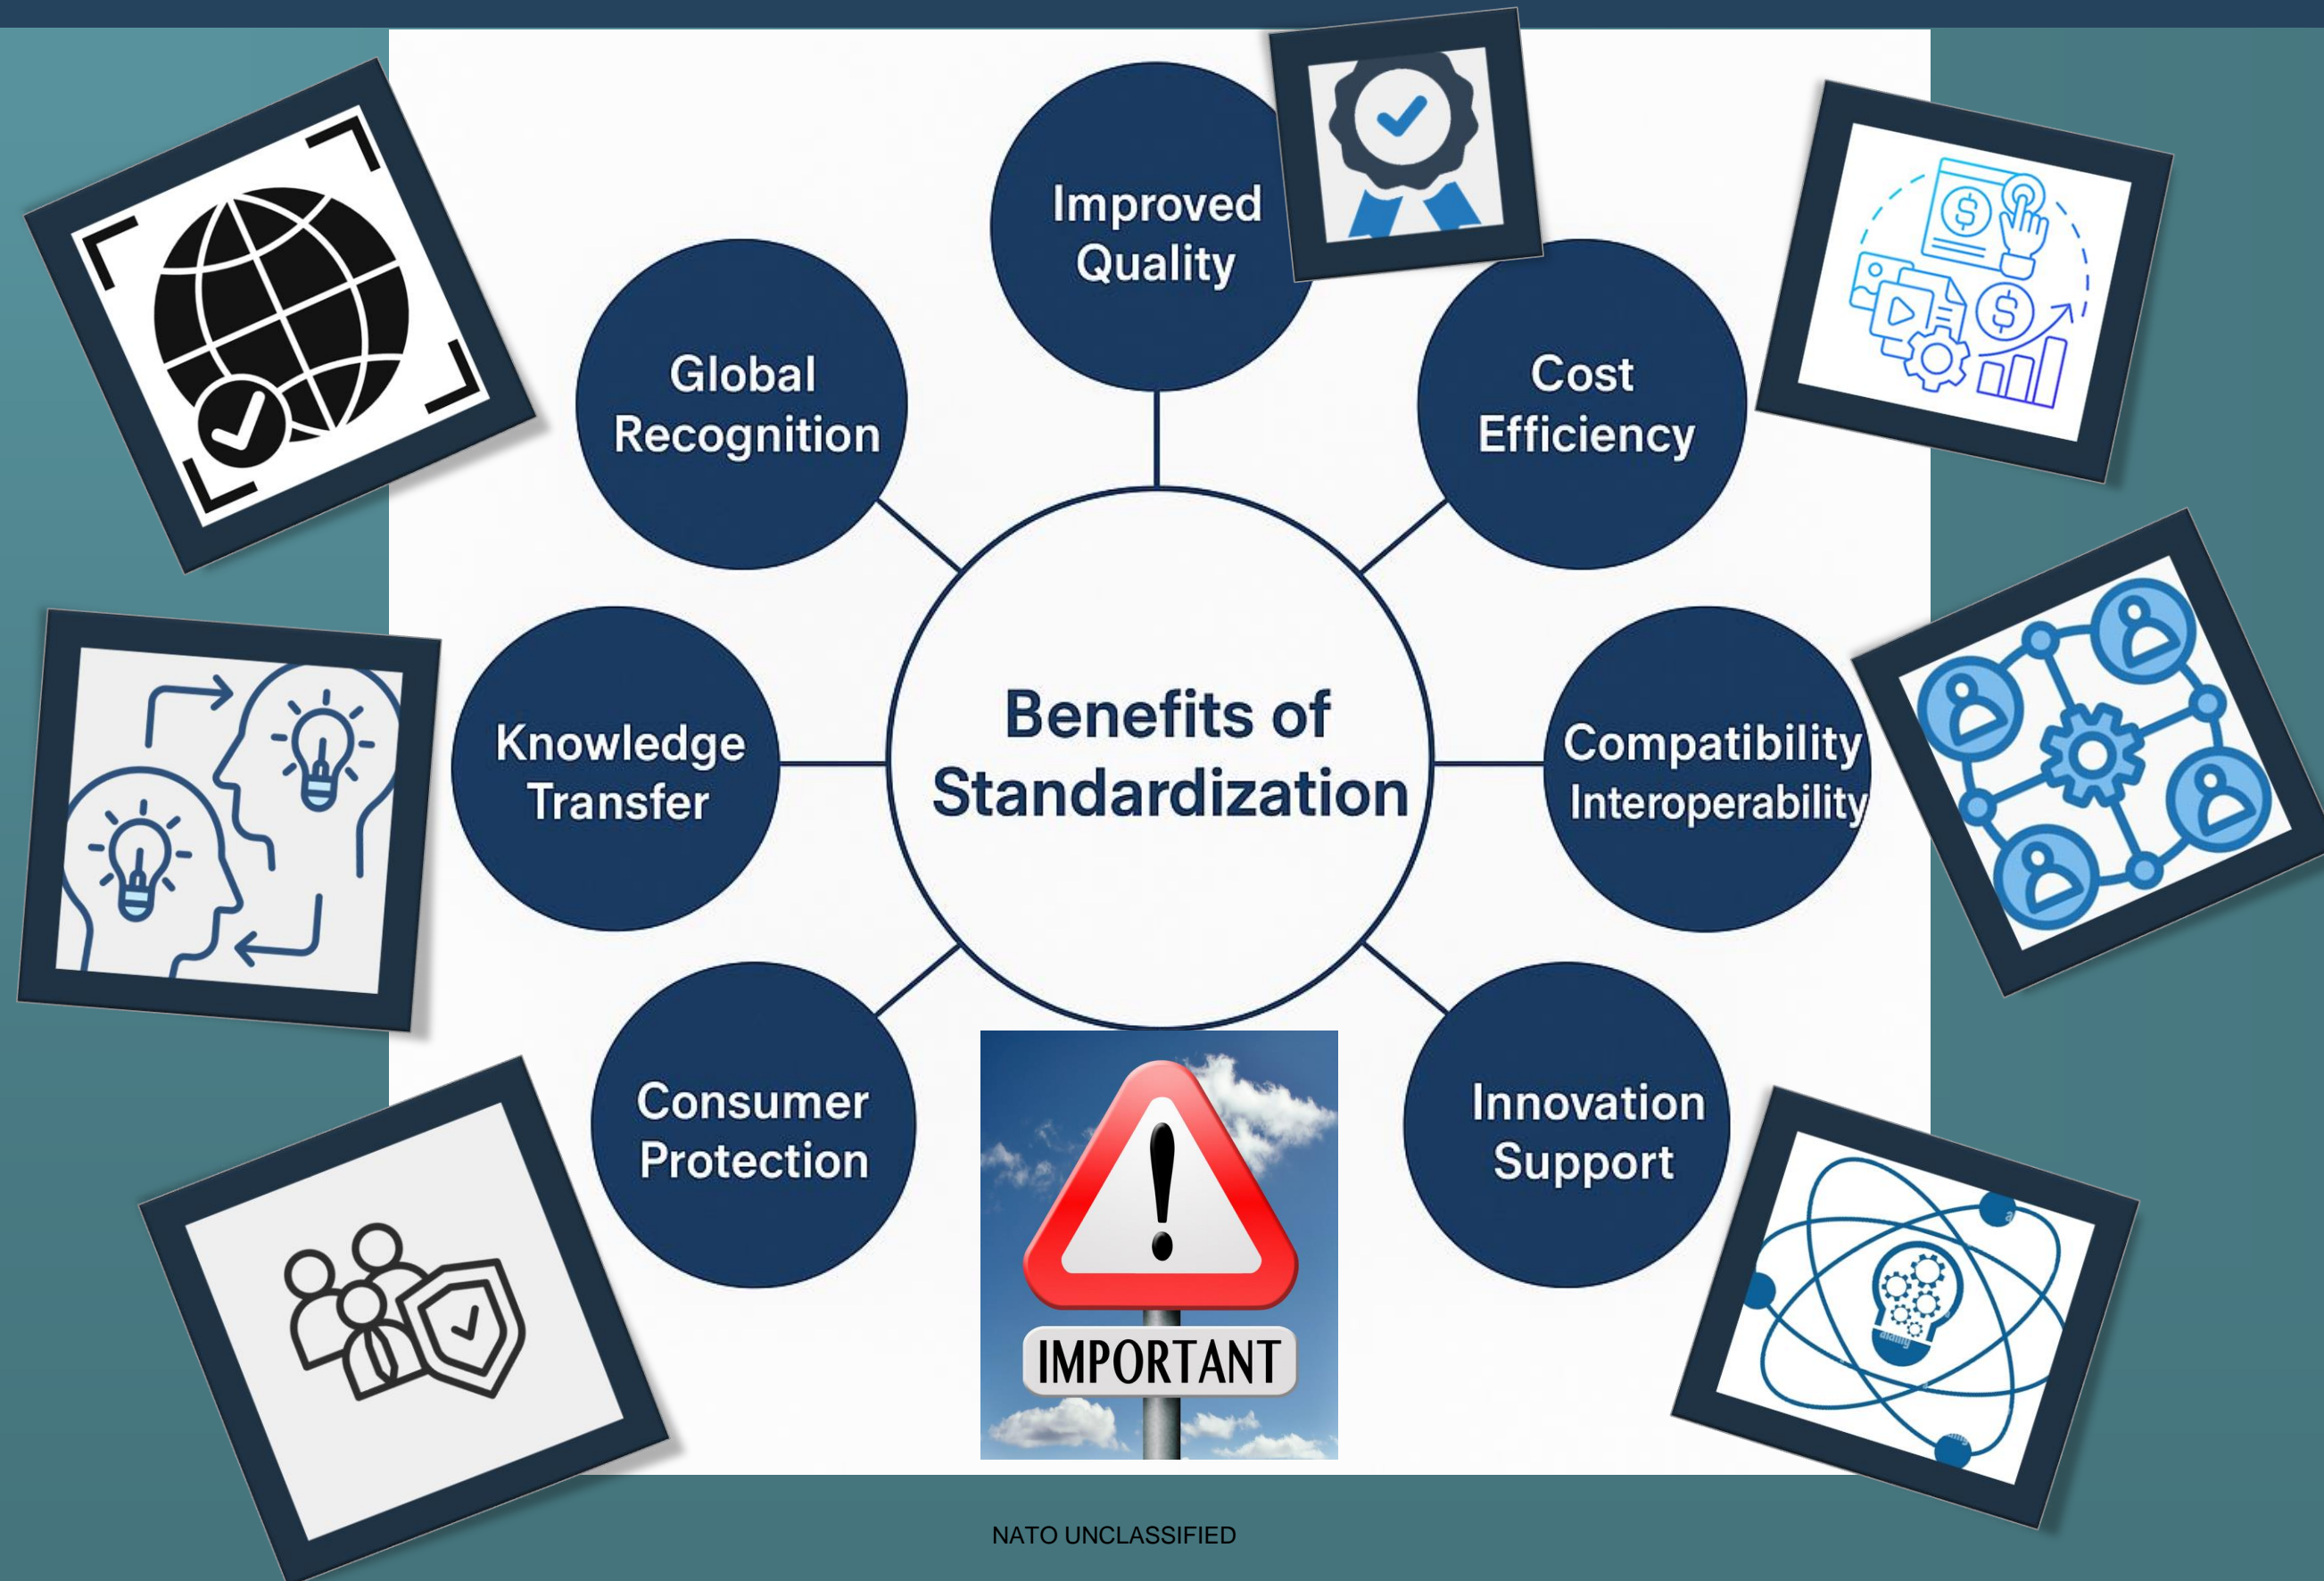 Improved
Quality
Global
Recognition
Cost
Efficiency
Benefits of
Standardization
Knowledge
Transfer
Compatibility
Interoperability
Consumer
Protection
Innovation
Support
IMPORTANT
NATO UNCLASSIFIED